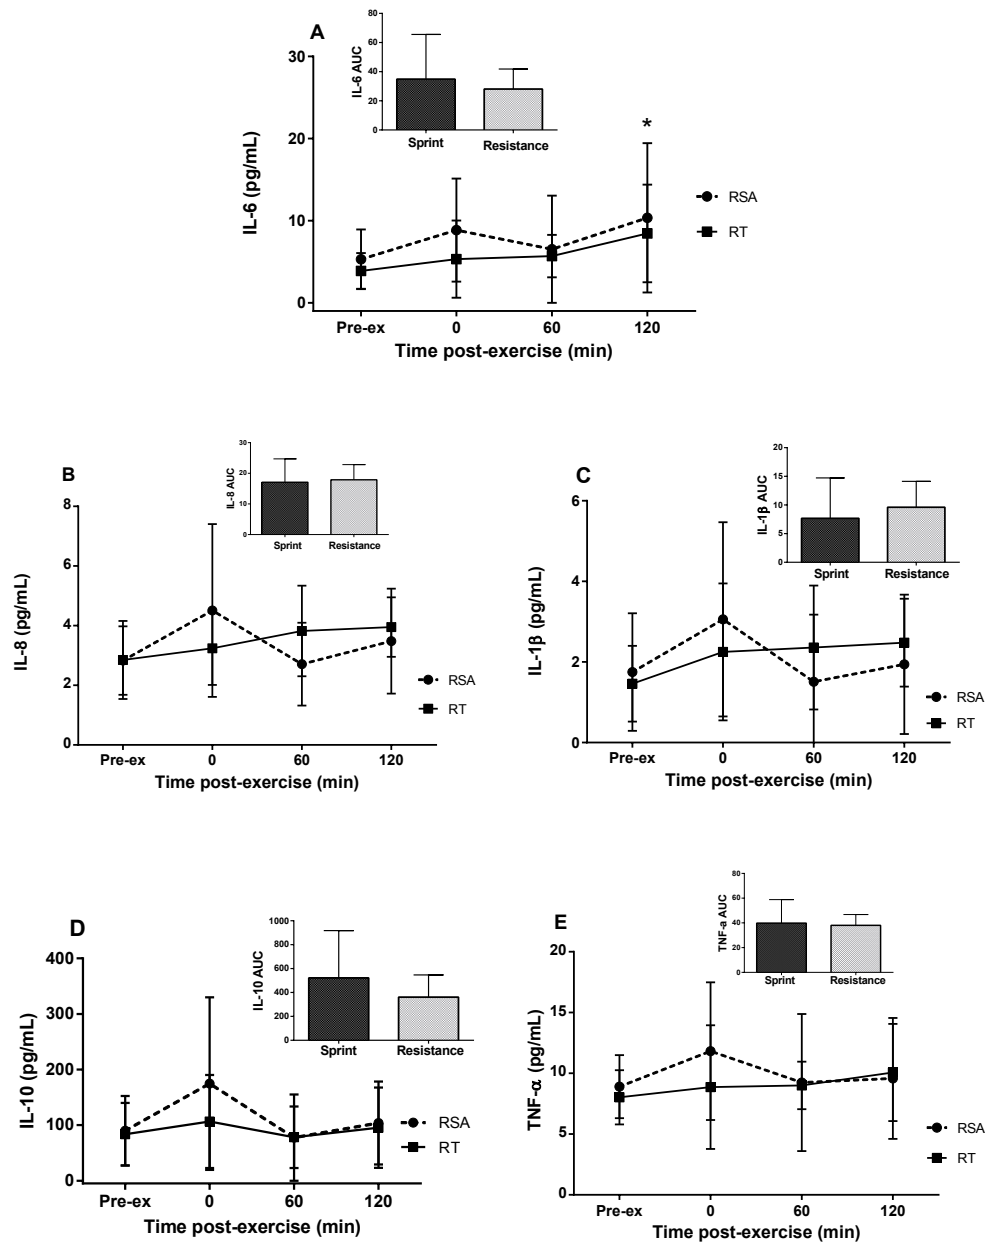 A
IL-6 AUC
80
60
40
20
0
Sprint
Resistance
IL-6 (pg/mL)
30
20
10
0
*
RSA
RT
Pre-ex
0
60
120
Time post-exercise (min)
B
IL-8 AUC
30
20
10
0
Sprint
Resistance
IL-8 (pg/mL)
8
6
4
2
0
RSA
RT
Pre-ex
0
60
120
Time post-exercise (min)
C
IL-1β AUC
20
15
10
5
0
Sprint
Resistance
IL-1β (pg/mL)
6
4
2
0
RSA
RT
Pre-ex
0
60
120
Time post-exercise (min)
D
IL-10 AUC
1000
800
600
400
200
0
Sprint
Resistance
IL-10 (pg/mL)
400
300
200
100
0
RSA
RT
Pre-ex
0
60
120
Time post-exercise (min)
E
TNF-a AUC
80
60
40
20
0
Sprint
Resistance
TNF-α (pg/mL)
20
15
10
5
0
RSA
RT
Pre-ex
0
60
120
Time post-exercise (min)